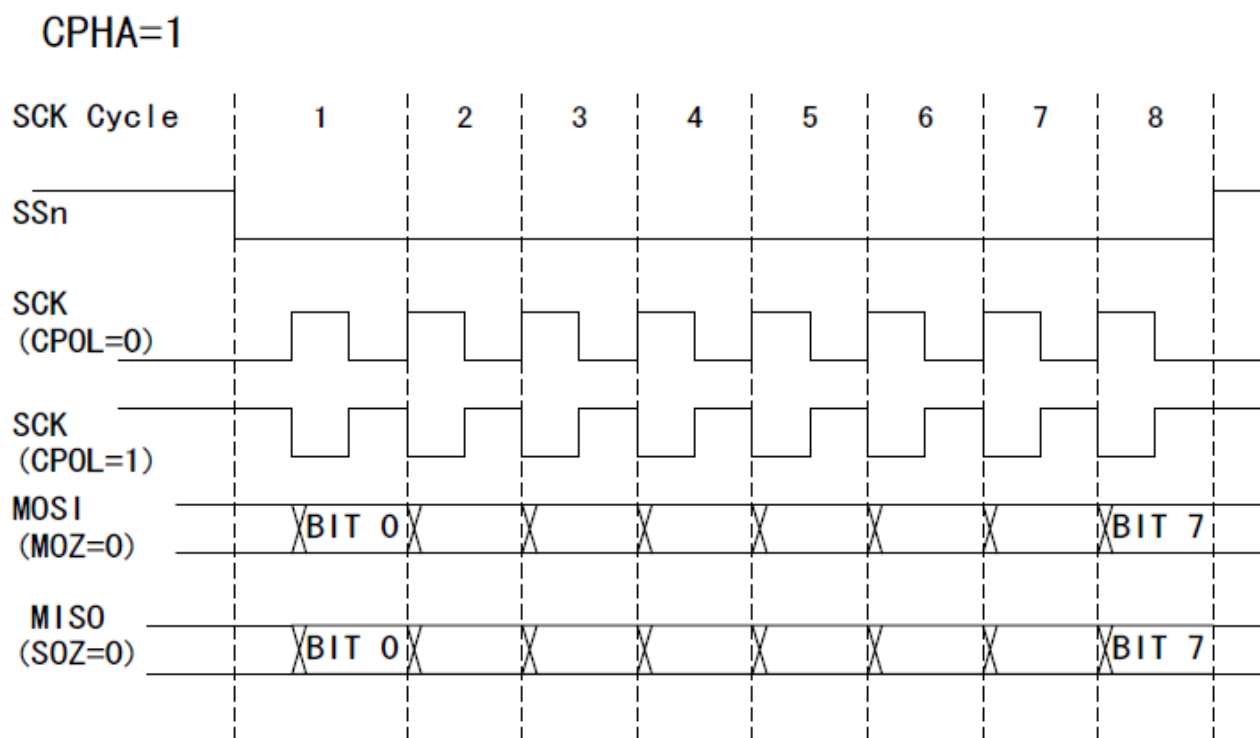 CPHA=1
SCK Cycle 1 2 3 4 5 6 7 8
SSn
SCK
(CPOL=0)
SCK
(CPOL=1)
MOSI
(MOZ=0)
BIT 0 BIT 7
MISO
(SOZ=0)
BIT 0 BIT 7